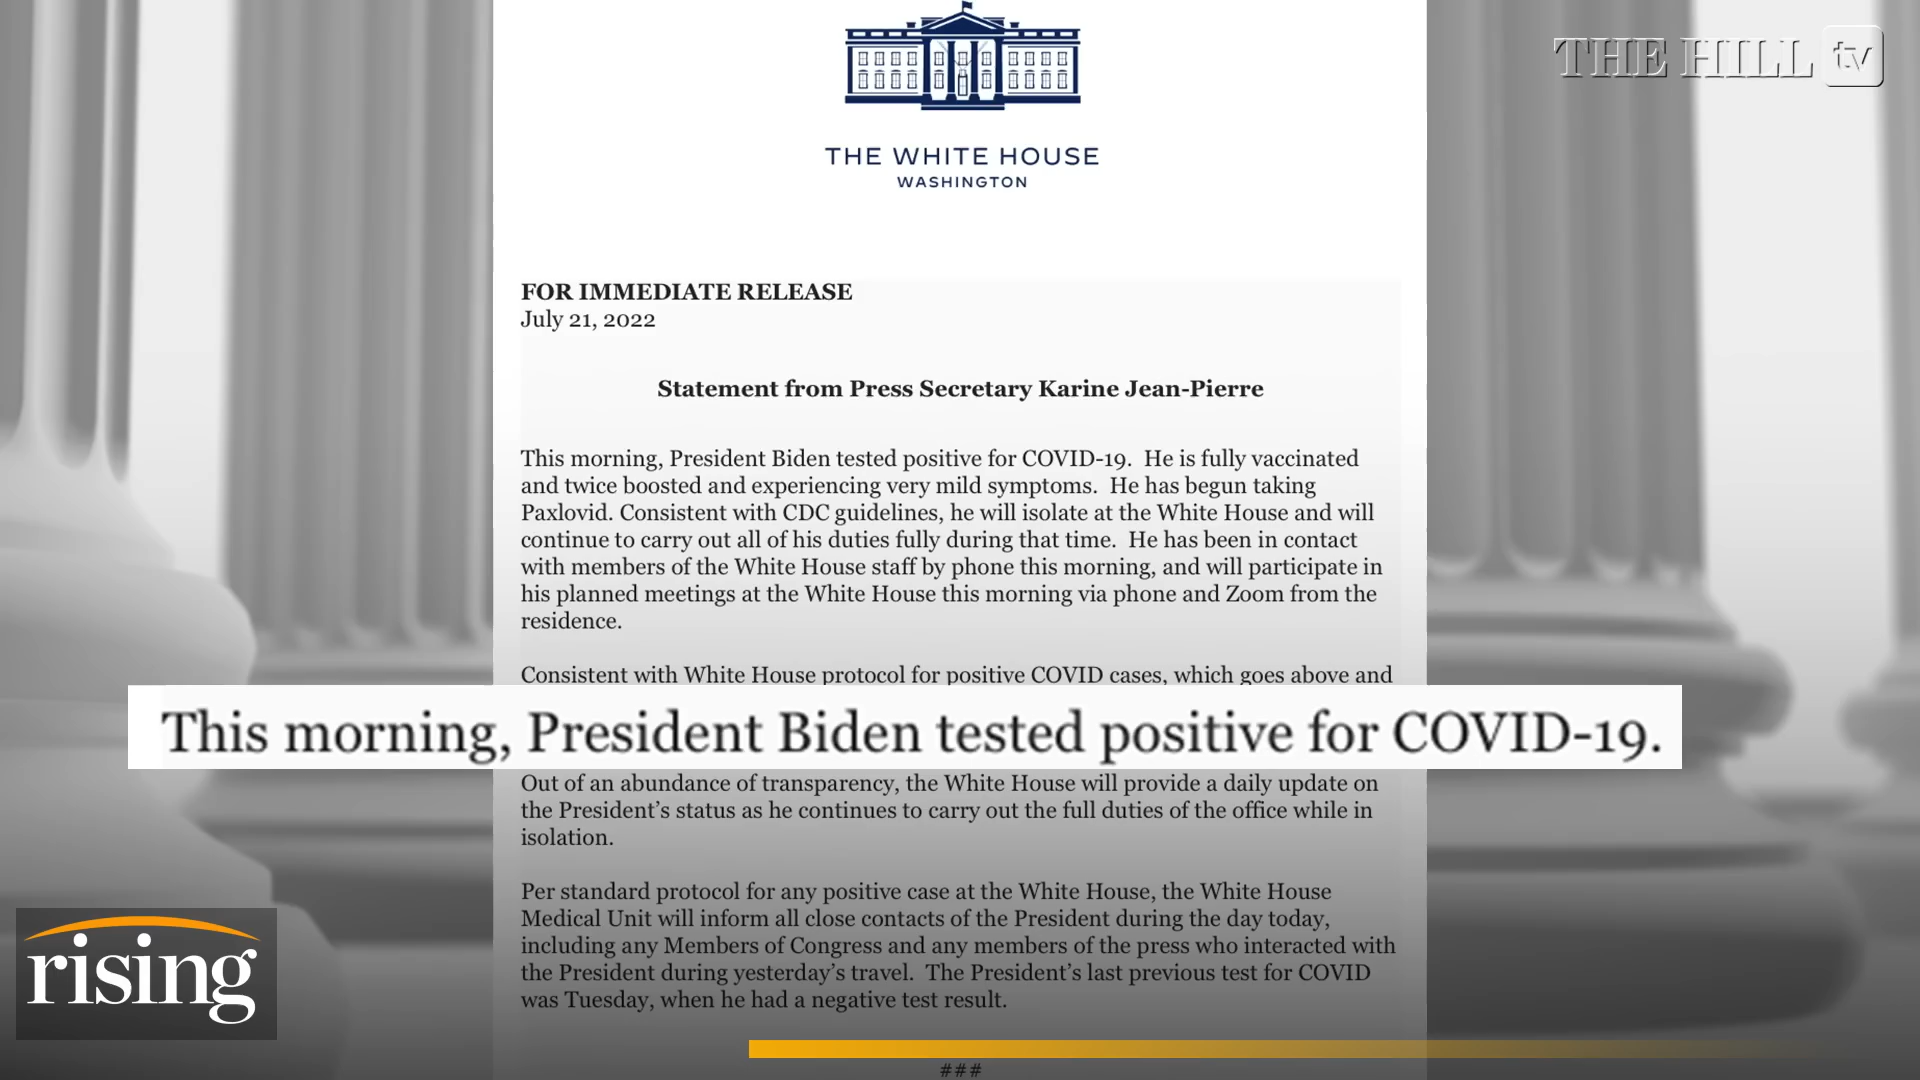 THE HILL tv
THE WHITE HOUSE
WASHINGTON
FOR IMMEDIATE RELEASE
July 21, 2022
Statement from Press Secretary Karine Jean-Pierre
This morning, President Biden tested positive for COVID-19.  He is fully vaccinated
and twice boosted and experiencing very mild symptoms.  He has begun taking
Paxlovid. Consistent with CDC guidelines, he will isolate at the White House and will
continue to carry out all of his duties fully during that time.  He has been in contact
with members of the White House staff by phone this morning, and will participate in
his planned meetings at the White House this morning via phone and Zoom from the
residence.
Consistent with White House protocol for positive COVID cases, which goes above and
This morning, President Biden tested positive for COVID-19.
Out of an abundance of transparency, the White House will provide a daily update on
the President’s status as he continues to carry out the full duties of the office while in
isolation.
Per standard protocol for any positive case at the White House, the White House
Medical Unit will inform all close contacts of the President during the day today,
including any Members of Congress and any members of the press who interacted with
the President during yesterday’s travel.  The President’s last previous test for COVID
was Tuesday, when he had a negative test result.
rising
###